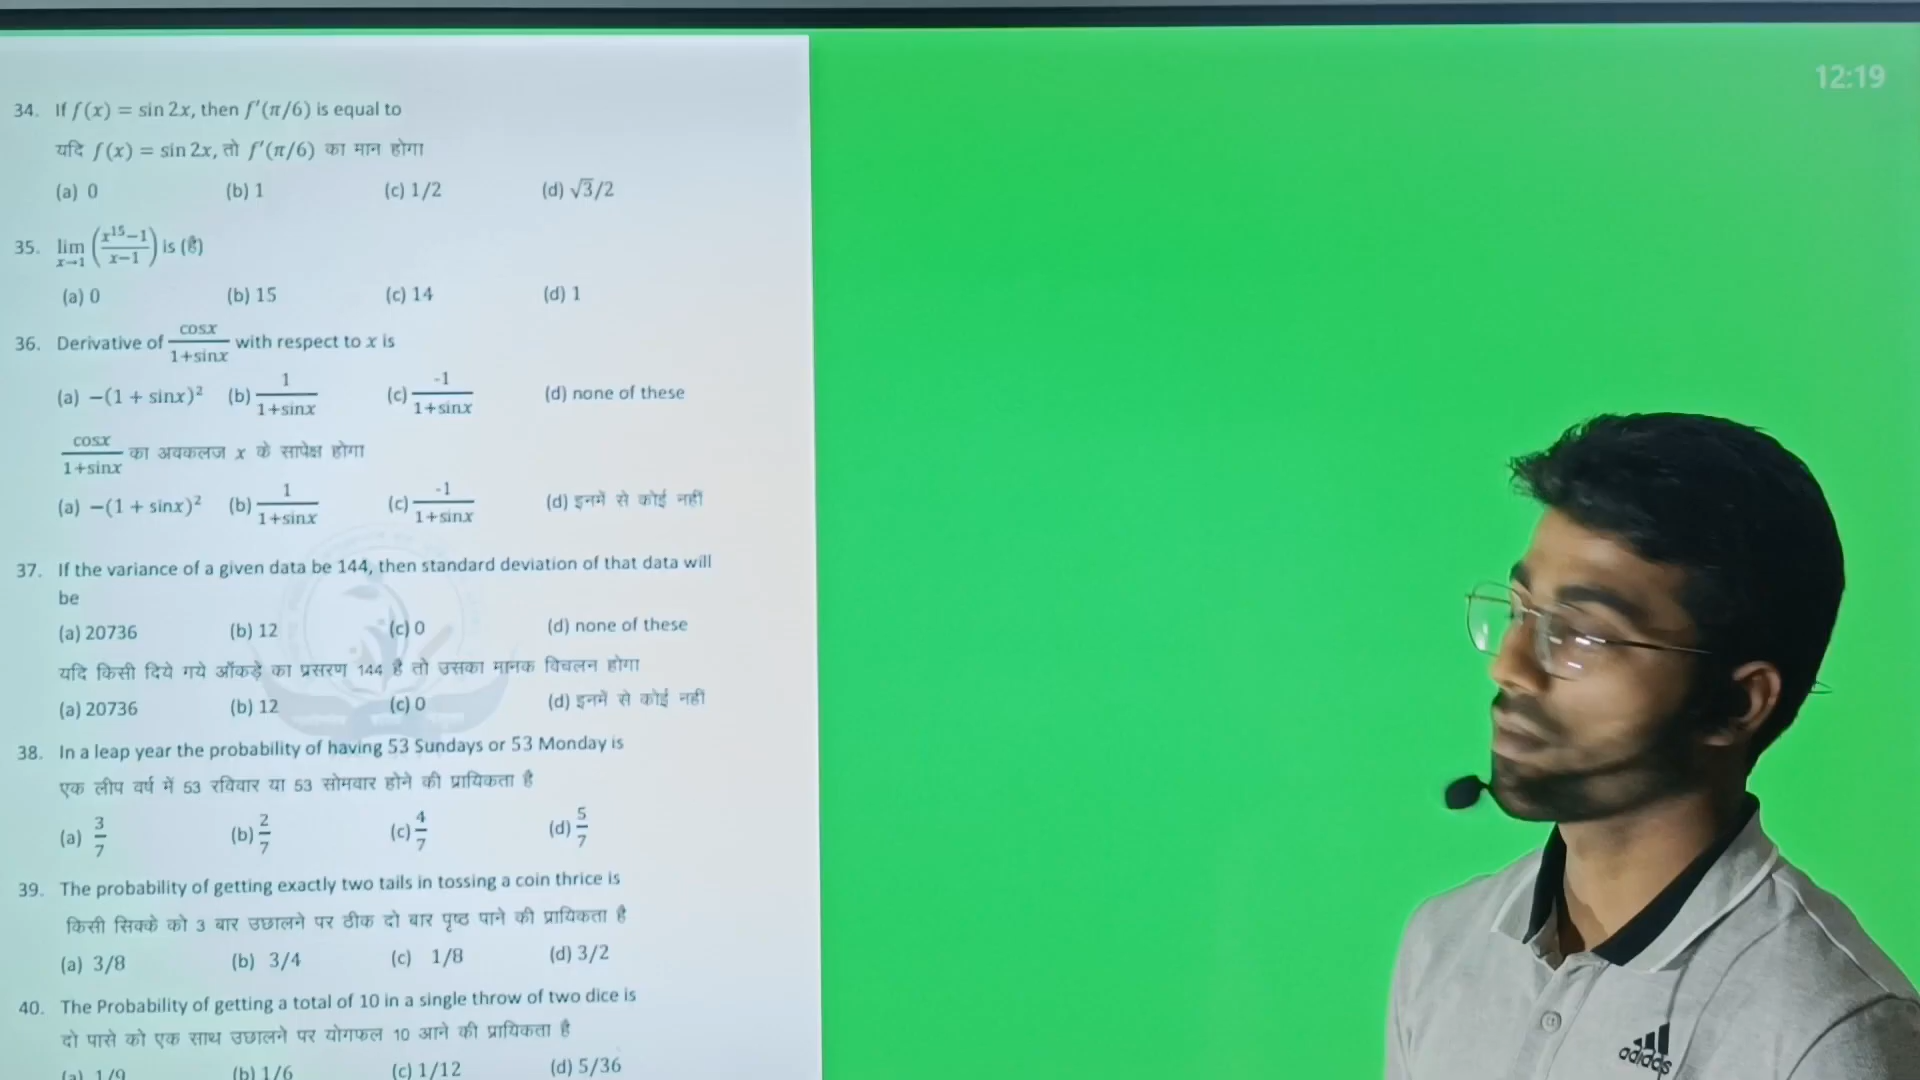 12:19
34. If f(x) = sin 2x, then f′(π/6) is equal to
यदि f(x) = sin 2x, तो f′(π/6) का मान होगा
(a) 0 (b) 1 (c) 1/2 (d) √3/2
35. lim x→1 (x¹⁵−1 / x−1) is (है)
(a) 0 (b) 15 (c) 14 (d) 1
36. Derivative of cosx / 1+sinx with respect to x is
(a) −(1 + sinx)² (b) 1 / 1+sinx (c) -1 / 1+sinx (d) none of these
cosx / 1+sinx का अवकलज x के सापेक्ष होगा
(a) −(1 + sinx)² (b) 1 / 1+sinx (c) -1 / 1+sinx (d) इनमें से कोई नहीं
37. If the variance of a given data be 144, then standard deviation of that data will
be
(a) 20736 (b) 12 (c) 0 (d) none of these
यदि किसी दिये गये आँकड़े का प्रसरण 144 है तो उसका मानक विचलन होगा
(a) 20736 (b) 12 (c) 0 (d) इनमें से कोई नहीं
38. In a leap year the probability of having 53 Sundays or 53 Monday is
एक लीप वर्ष में 53 रविवार या 53 सोमवार होने की प्रायिकता है
(a) 3/7 (b) 2/7 (c) 4/7 (d) 5/7
39. The probability of getting exactly two tails in tossing a coin thrice is
किसी सिक्के को 3 बार उछालने पर ठीक दो बार पृष्ठ पाने की प्रायिकता है
(a) 3/8 (b) 3/4 (c) 1/8 (d) 3/2
40. The Probability of getting a total of 10 in a single throw of two dice is
दो पासे को एक साथ उछालने पर योगफल 10 आने की प्रायिकता है
(a) 1/9 (b) 1/6 (c) 1/12 (d) 5/36
adidas